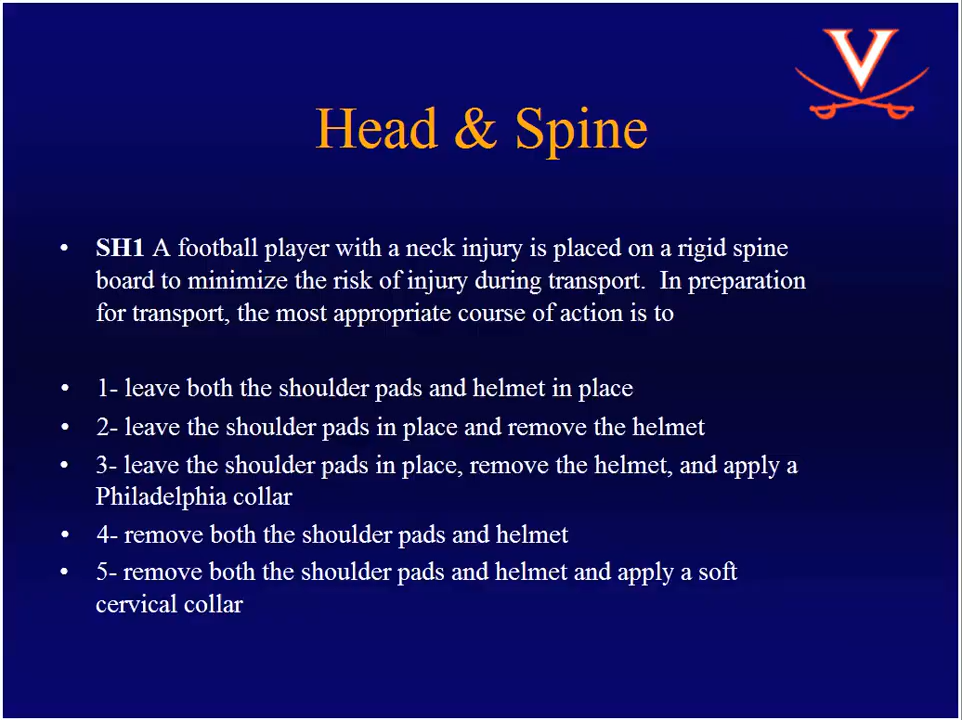 V
Head & Spine
• SH1 A football player with a neck injury is placed on a rigid spine
board to minimize the risk of injury during transport.  In preparation
for transport, the most appropriate course of action is to
• 1- leave both the shoulder pads and helmet in place
• 2- leave the shoulder pads in place and remove the helmet
• 3- leave the shoulder pads in place, remove the helmet, and apply a
Philadelphia collar
• 4- remove both the shoulder pads and helmet
• 5- remove both the shoulder pads and helmet and apply a soft
cervical collar